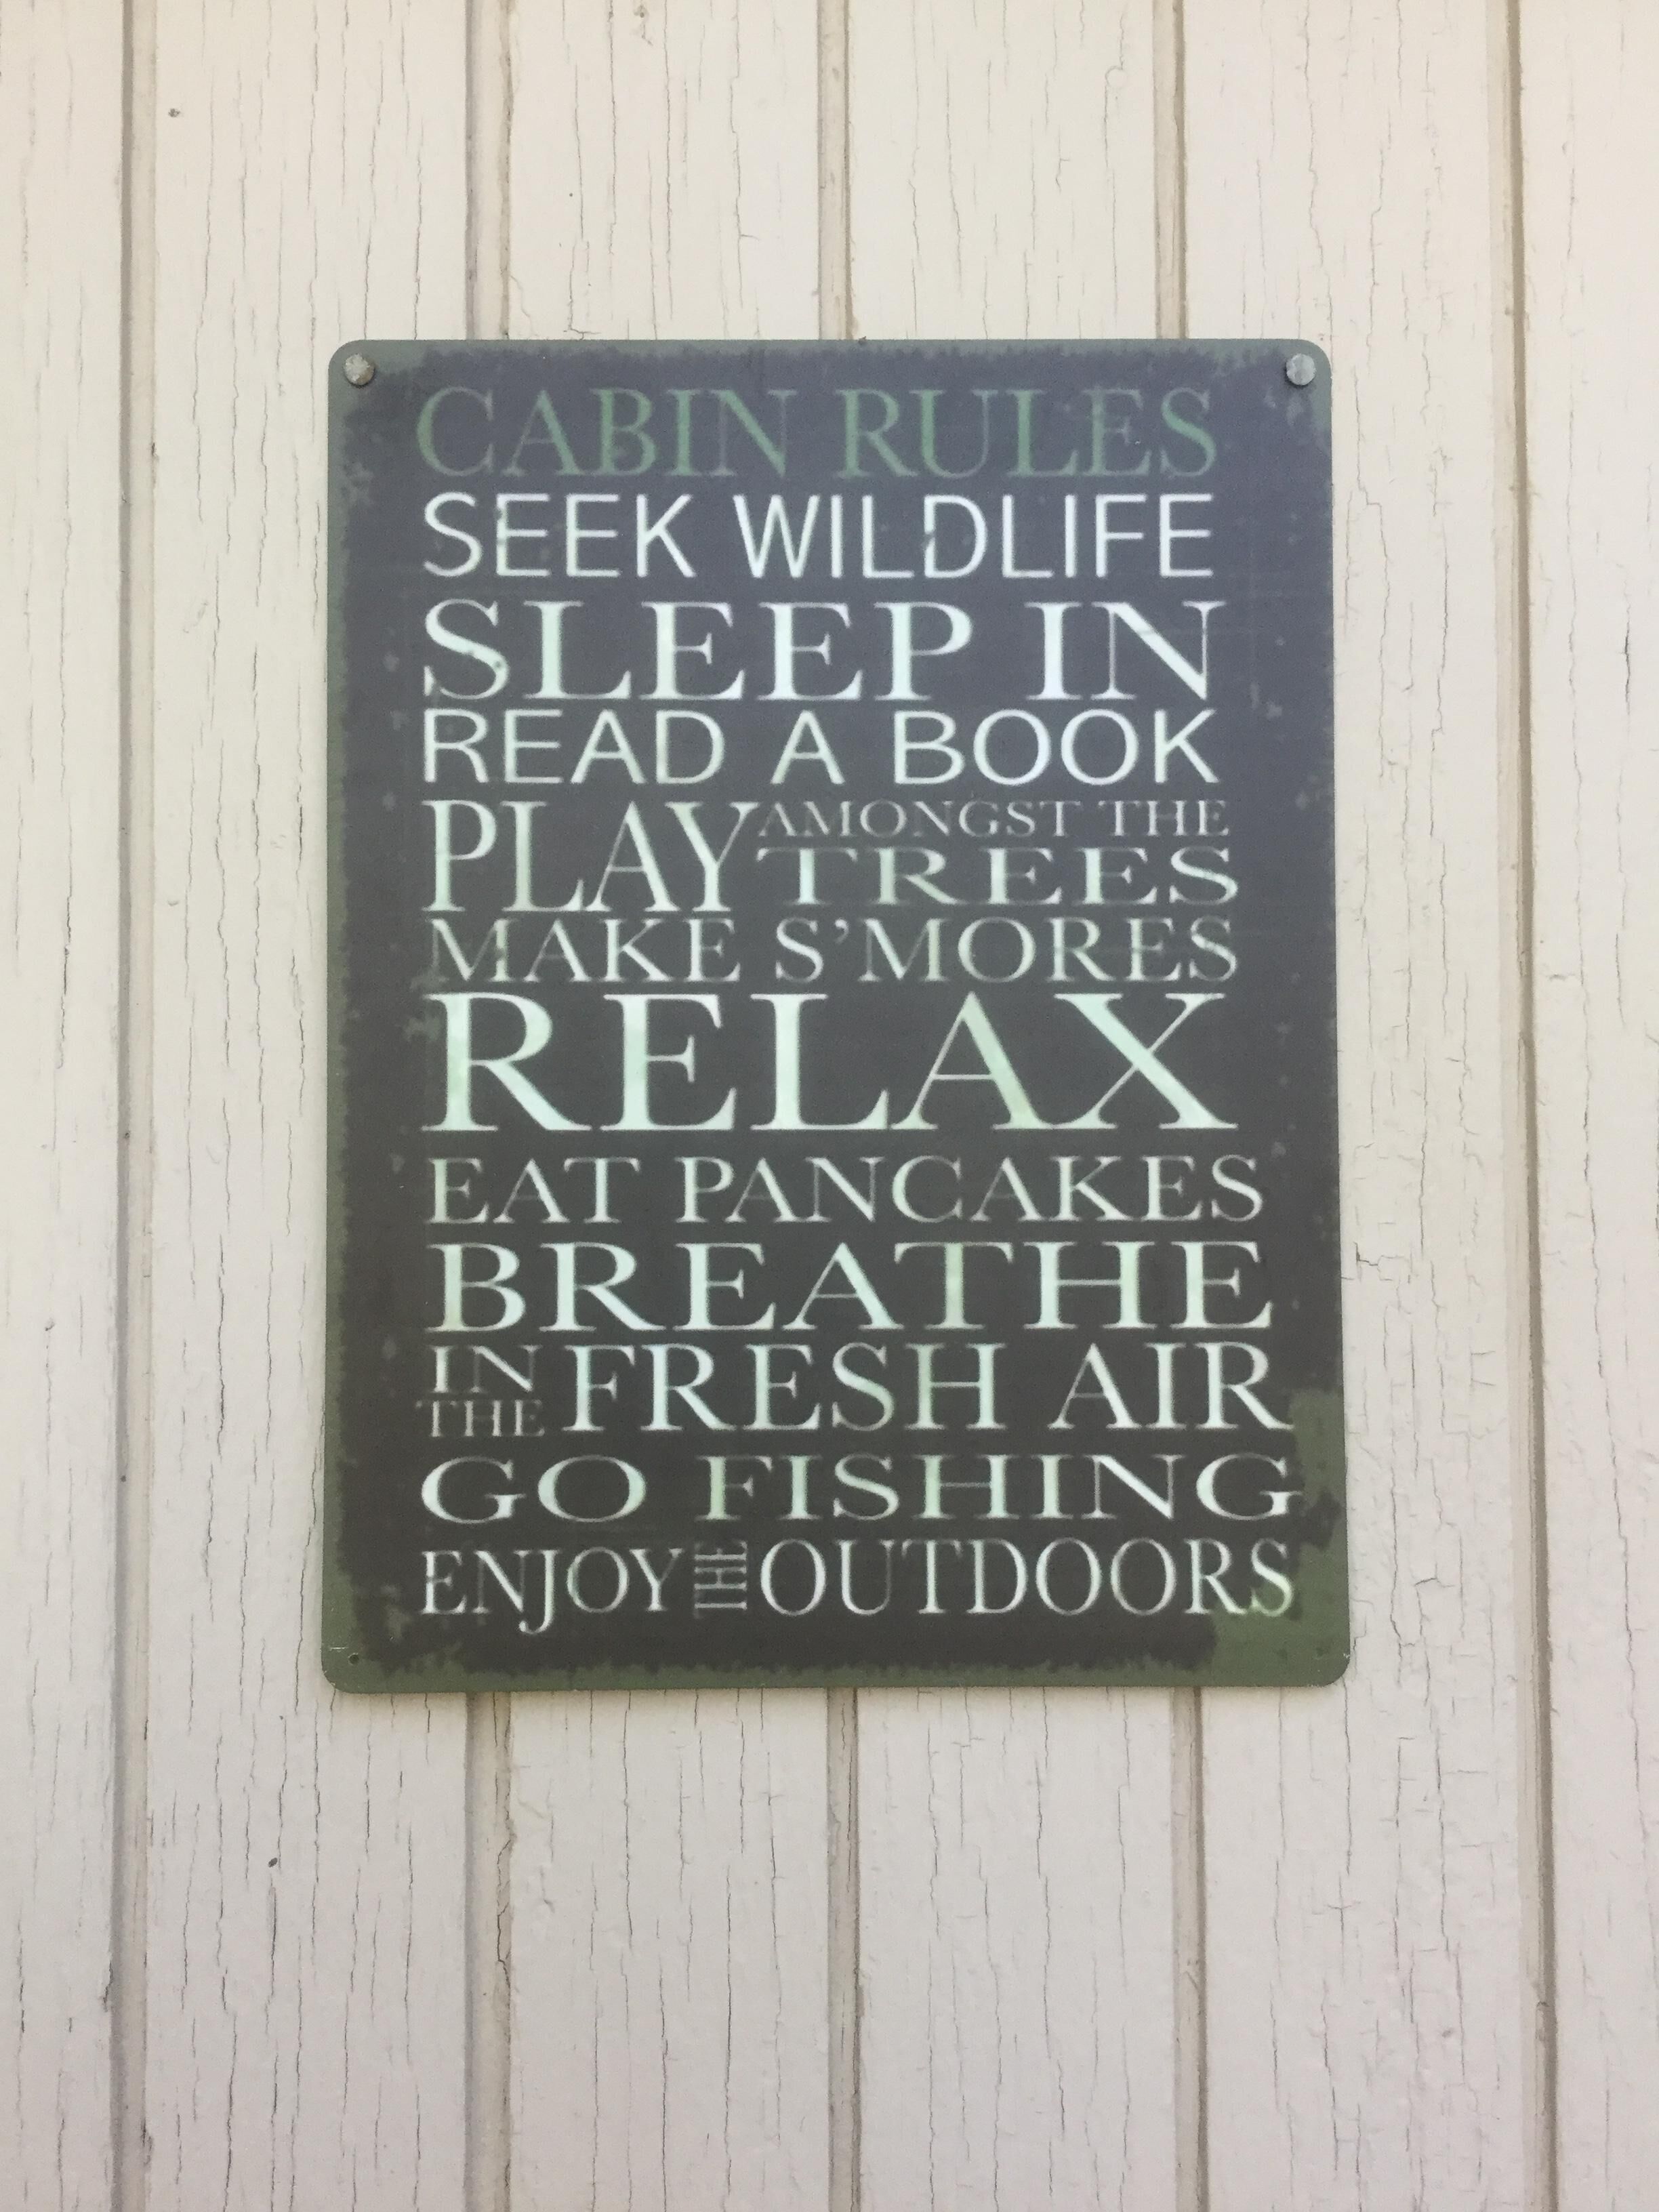 CABIN RULES
SEEK WILDLIFE
SLEEP IN
READ A BOOK
PLAY AMONGST THE
TREES
MAKE S'MORES
RELAX
EAT PANCAKES
BREATHE
IN THE FRESH AIR
GO FISHING
ENJOY THE OUTDOORS